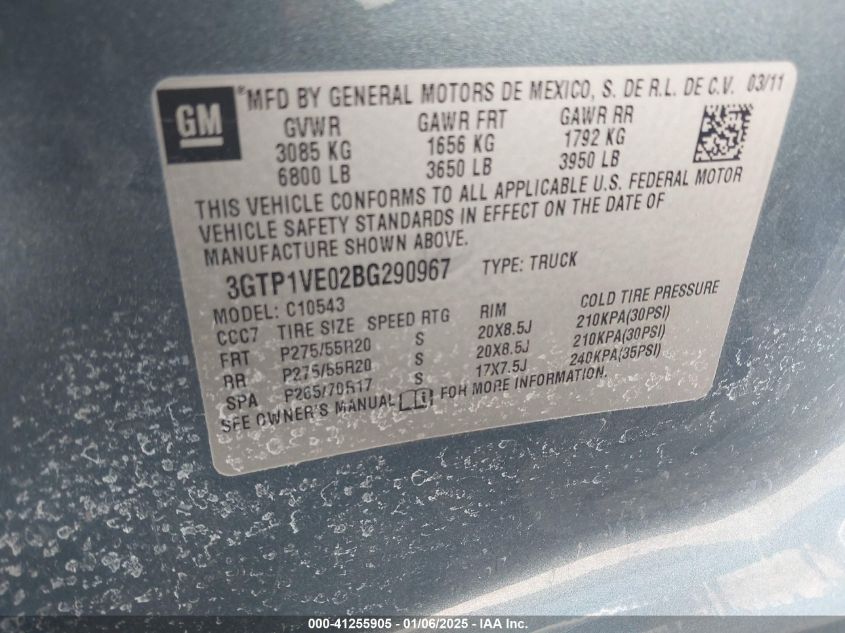 GM
®MFD BY GENERAL MOTORS DE MEXICO, S. DE R.L. DE C.V. 03/11
GVWR GAWR FRT GAWR RR
3085 KG 1656 KG 1792 KG
6800 LB 3650 LB 3950 LB
THIS VEHICLE CONFORMS TO ALL APPLICABLE U.S. FEDERAL MOTOR
VEHICLE SAFETY STANDARDS IN EFFECT ON THE DATE OF
MANUFACTURE SHOWN ABOVE.
3GTP1VE02BG290967 TYPE: TRUCK
MODEL: C10543
CCC7 TIRE SIZE SPEED RTG RIM COLD TIRE PRESSURE
FRT P275/55R20 S 20X8.5J 210KPA(30PSI)
RR P275/55R20 S 20X8.5J 210KPA(30PSI)
SPA P265/70R17 S 17X7.5J 240KPA(35PSI)
SEE OWNER'S MANUAL i FOR MORE INFORMATION.
000-41255905 - 01/06/2025 - IAA Inc.